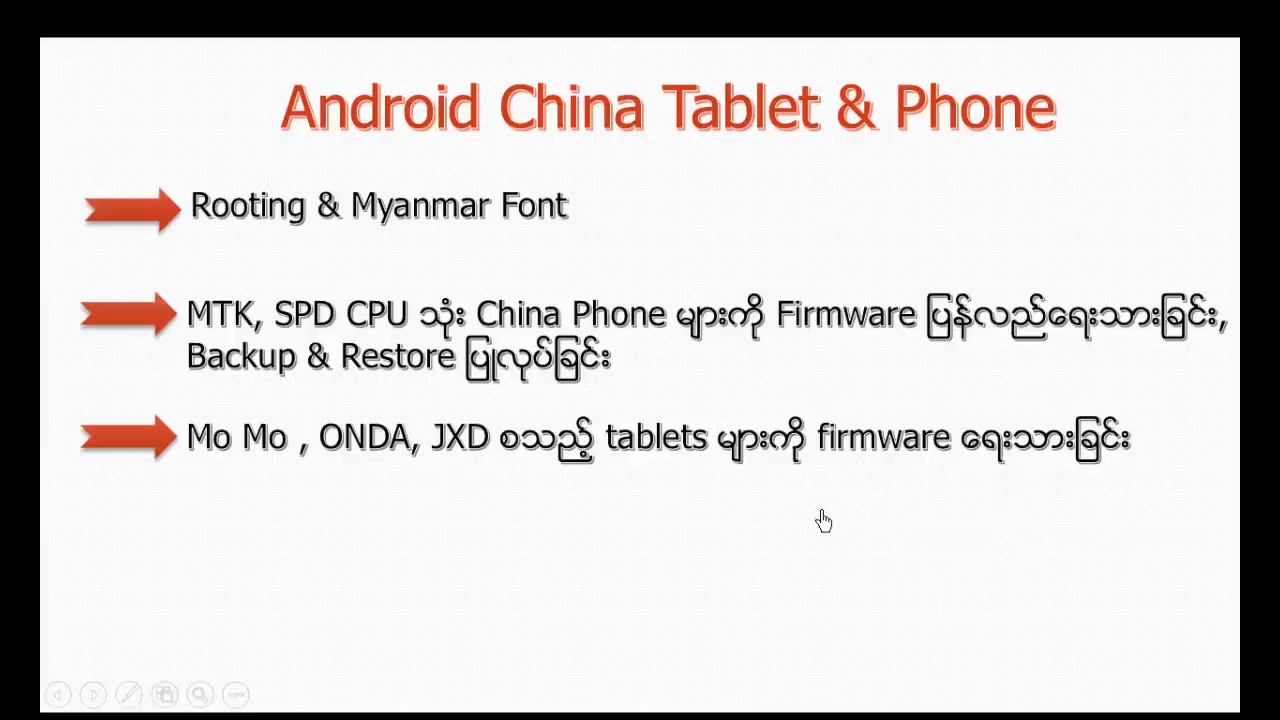 Android China Tablet & Phone
Rooting & Myanmar Font
MTK, SPD CPU သုံး China Phone များကို Firmware ပြန်လည်ရေးသားခြင်း,
Backup & Restore ပြုလုပ်ခြင်း
Mo Mo , ONDA, JXD စသည့် tablets များကို firmware ရေးသားခြင်း